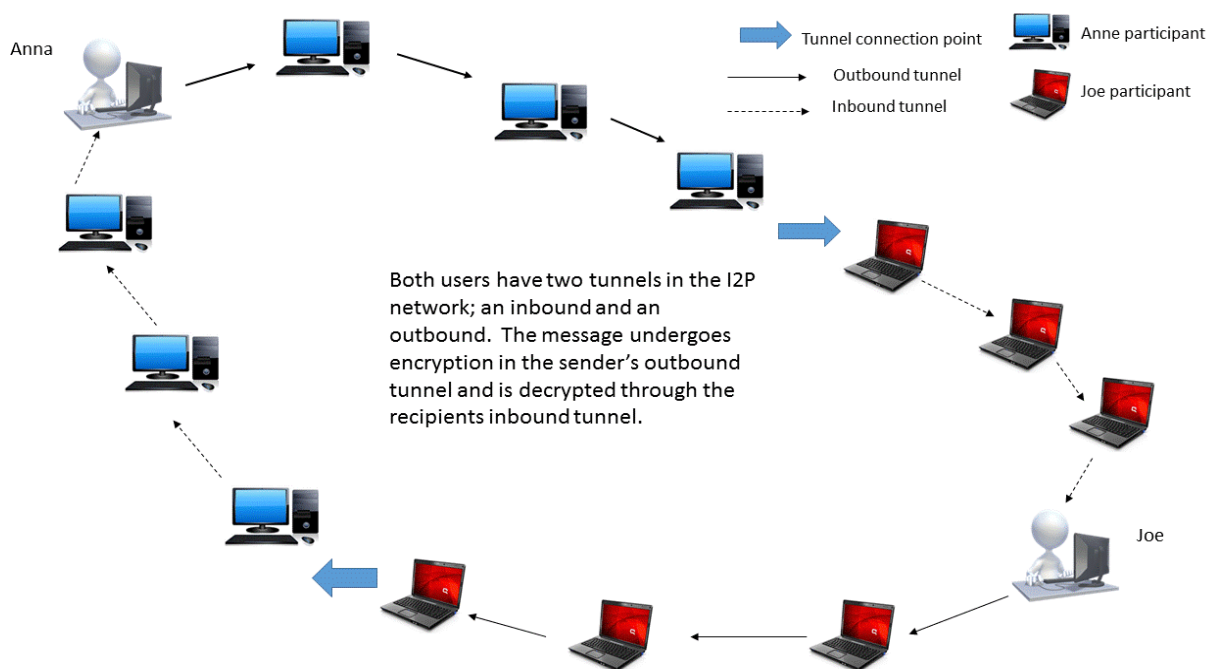 Anna
Tunnel connection point
Anne participant
Outbound tunnel
Joe participant
Inbound tunnel
Both users have two tunnels in the I2P
network; an inbound and an
outbound.  The message undergoes
encryption in the sender’s outbound
tunnel and is decrypted through the
recipients inbound tunnel.
Joe